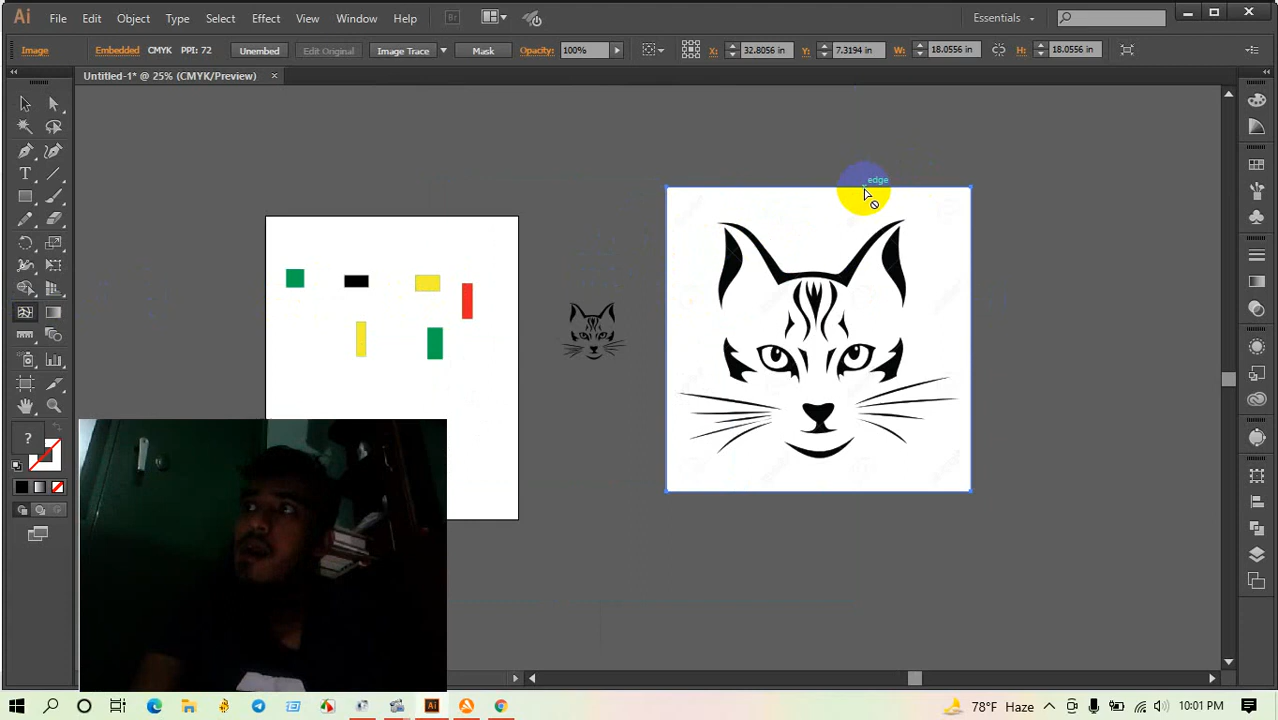 Ai File Edit Object Type Select Effect View Window Help Br Essentials
Image Embedded CMYK PPI: 72 Unembed Edit Original Image Trace Mask Opacity: 100% X: 32.8056 in Y: 7.3194 in W: 18.0556 in H: 18.0556 in
Untitled-1* @ 25% (CMYK/Preview)
edge
T
?
Ai 78°F Haze 10:01 PM